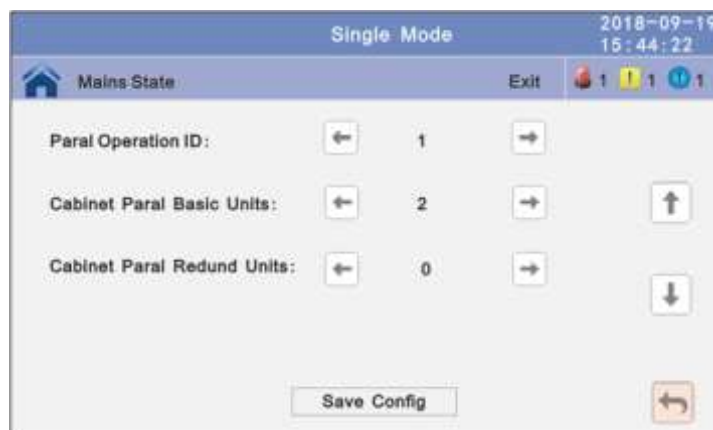 Single Mode
2018-09-19
15:44:22
Mains State
Exit
1
1
1
Paral Operation ID:
1
Cabinet Paral Basic Units:
2
Cabinet Paral Redund Units:
0
Save Config